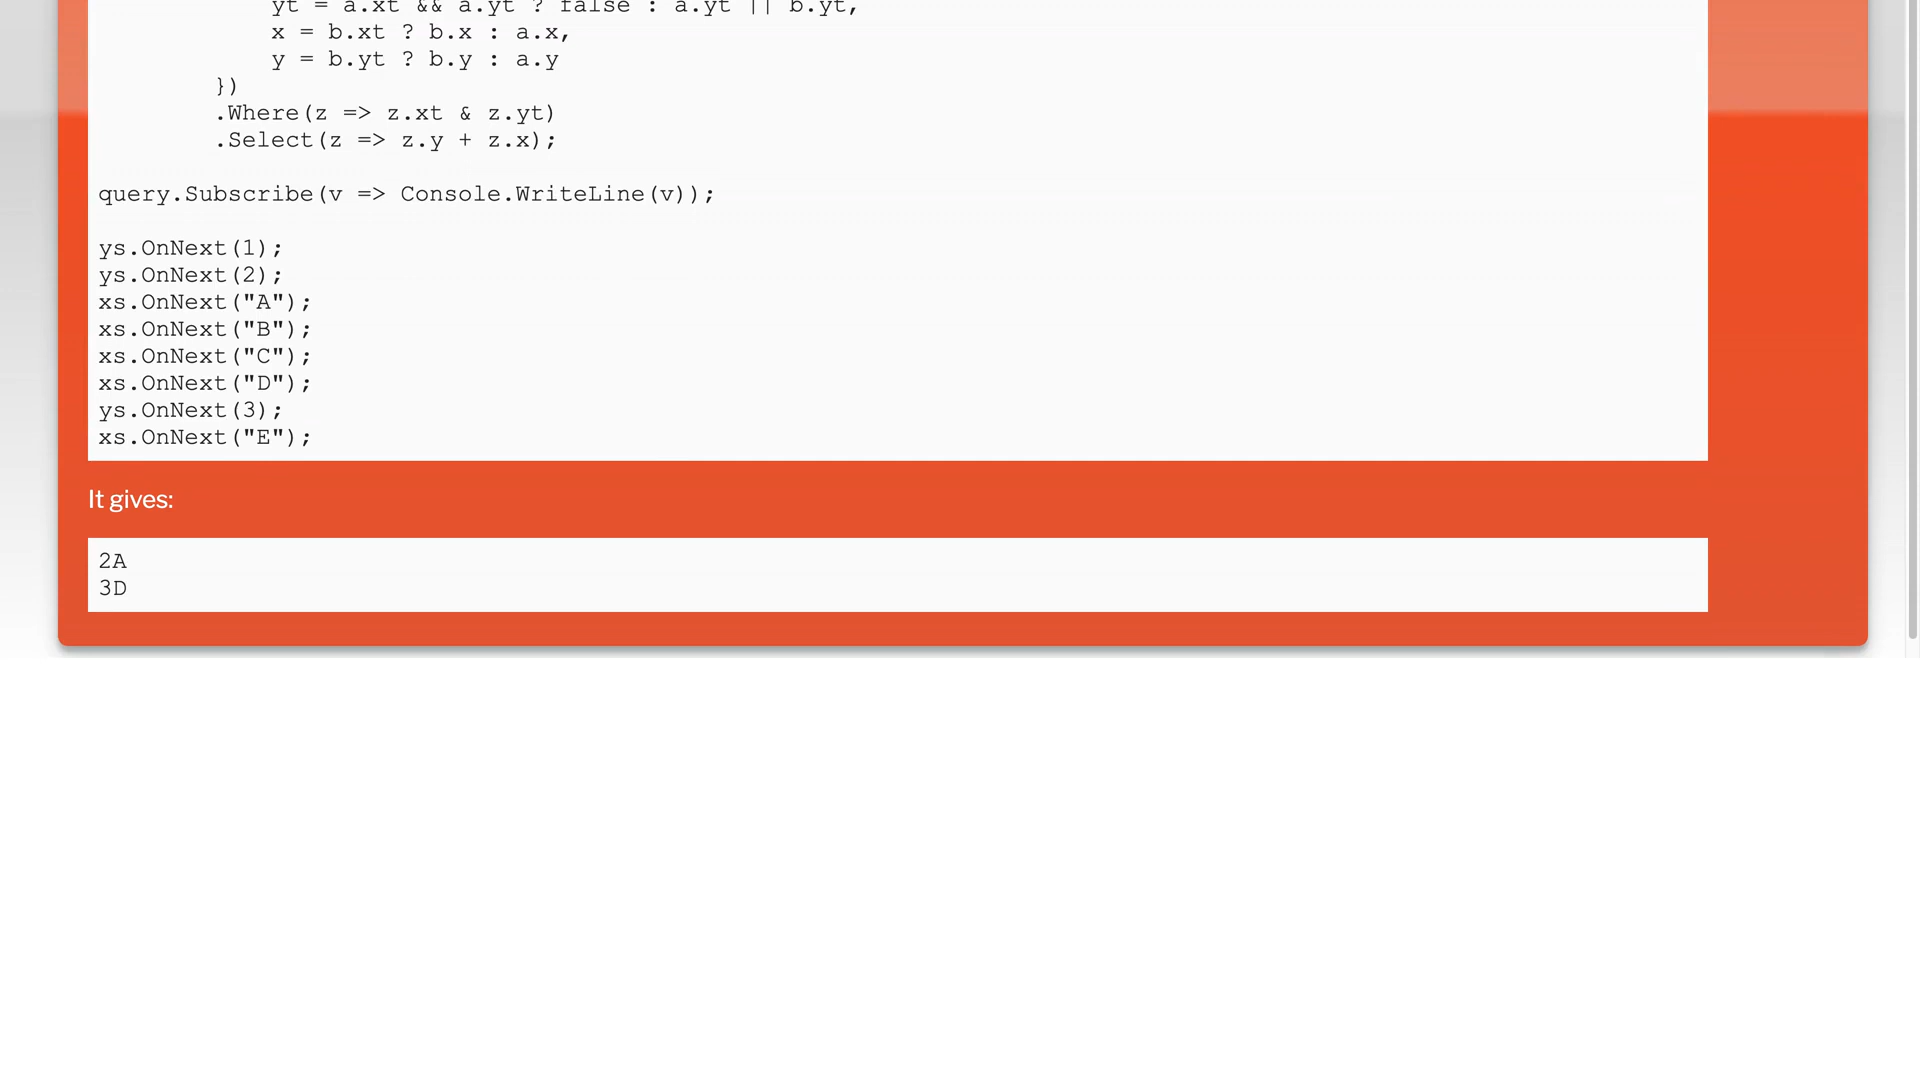 yt = a.xt && a.yt ? false : a.yt || b.yt,
x = b.xt ? b.x : a.x,
y = b.yt ? b.y : a.y
})
.Where(z => z.xt & z.yt)
.Select(z => z.y + z.x);
query.Subscribe(v => Console.WriteLine(v));
ys.OnNext(1);
ys.OnNext(2);
xs.OnNext("A");
xs.OnNext("B");
xs.OnNext("C");
xs.OnNext("D");
ys.OnNext(3);
xs.OnNext("E");
It gives:
2A
3D